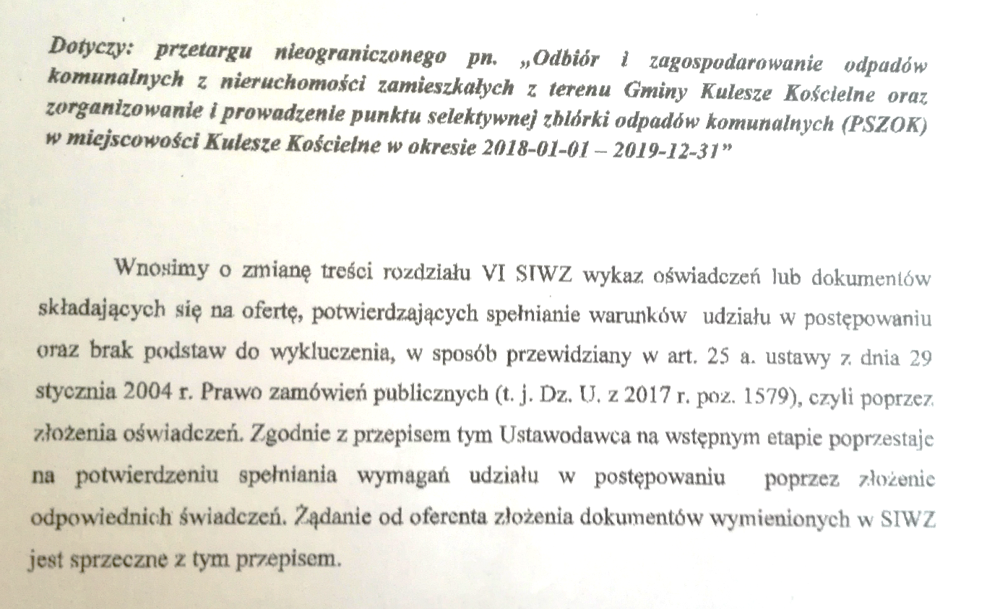 Dotyczy: przetargu nieograniczonego pn. „Odbiór i zagospodarowanie odpadów
komunalnych z nieruchomości zamieszkałych z terenu Gminy Kulesze Kościelne oraz
zorganizowanie i prowadzenie punktu selektywnej zbiórki odpadów komunalnych (PSZOK)
w miejscowości Kulesze Kościelne w okresie 2018-01-01 – 2019-12-31”
Wnosimy o zmianę treści rozdziału VI SIWZ wykaz oświadczeń lub dokumentów
składających się na ofertę, potwierdzających spełnianie warunków udziału w postępowaniu
oraz brak podstaw do wykluczenia, w sposób przewidziany w art. 25 a. ustawy z dnia 29
stycznia 2004 r. Prawo zamówień publicznych (t. j. Dz. U. z 2017 r. poz. 1579), czyli poprzez
złożenia oświadczeń. Zgodnie z przepisem tym Ustawodawca na wstępnym etapie poprzestaje
na potwierdzeniu spełniania wymagań udziału w postępowaniu poprzez złożenie
odpowiednich świadczeń. Żądanie od oferenta złożenia dokumentów wymienionych w SIWZ
jest sprzeczne z tym przepisem.